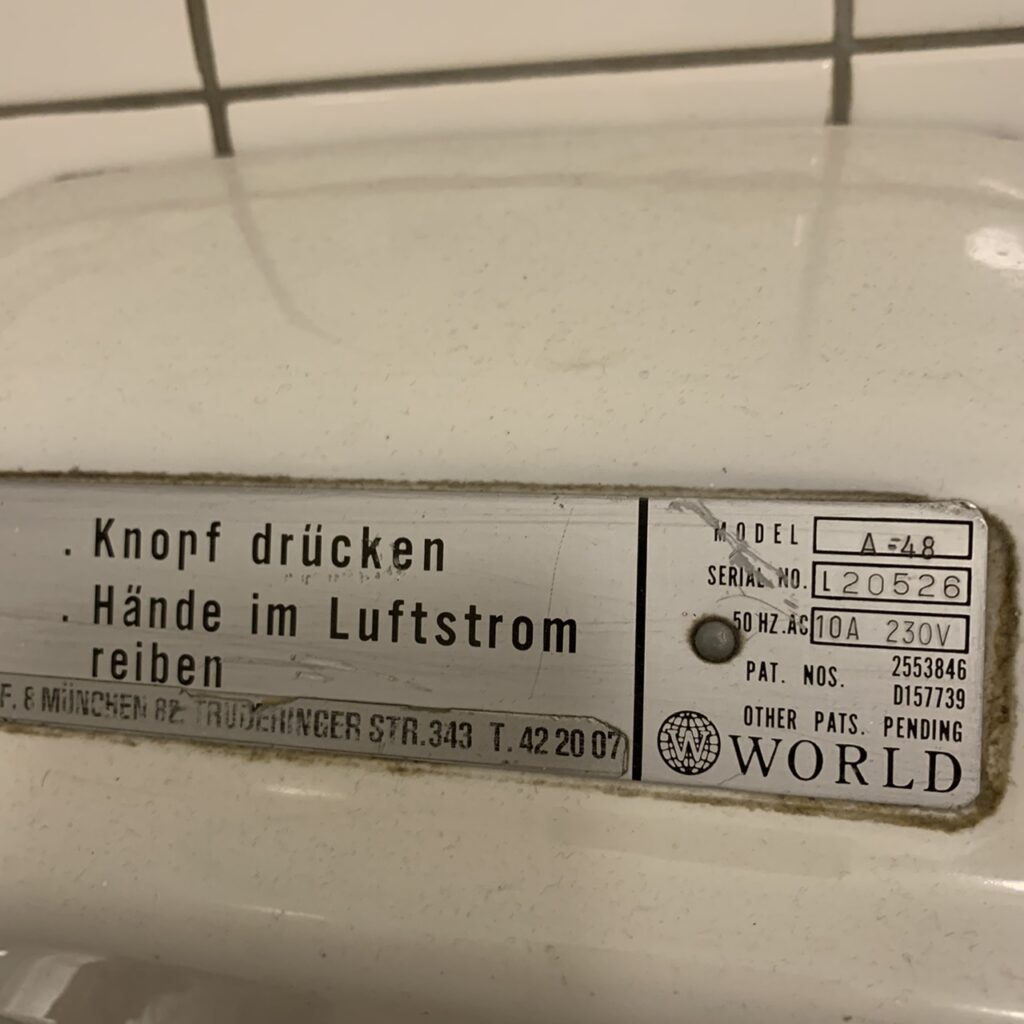 . Knopf drücken
. Hände im Luftstrom
reiben
F. 8 MÜNCHEN 82 TRUDERINGER STR.343 T. 42 20 07
MODEL A-48
SERIAL NO. L20526
50 HZ.AC 10A 230V
PAT. NOS. 2553846
D157739
OTHER PATS. PENDING
W WORLD